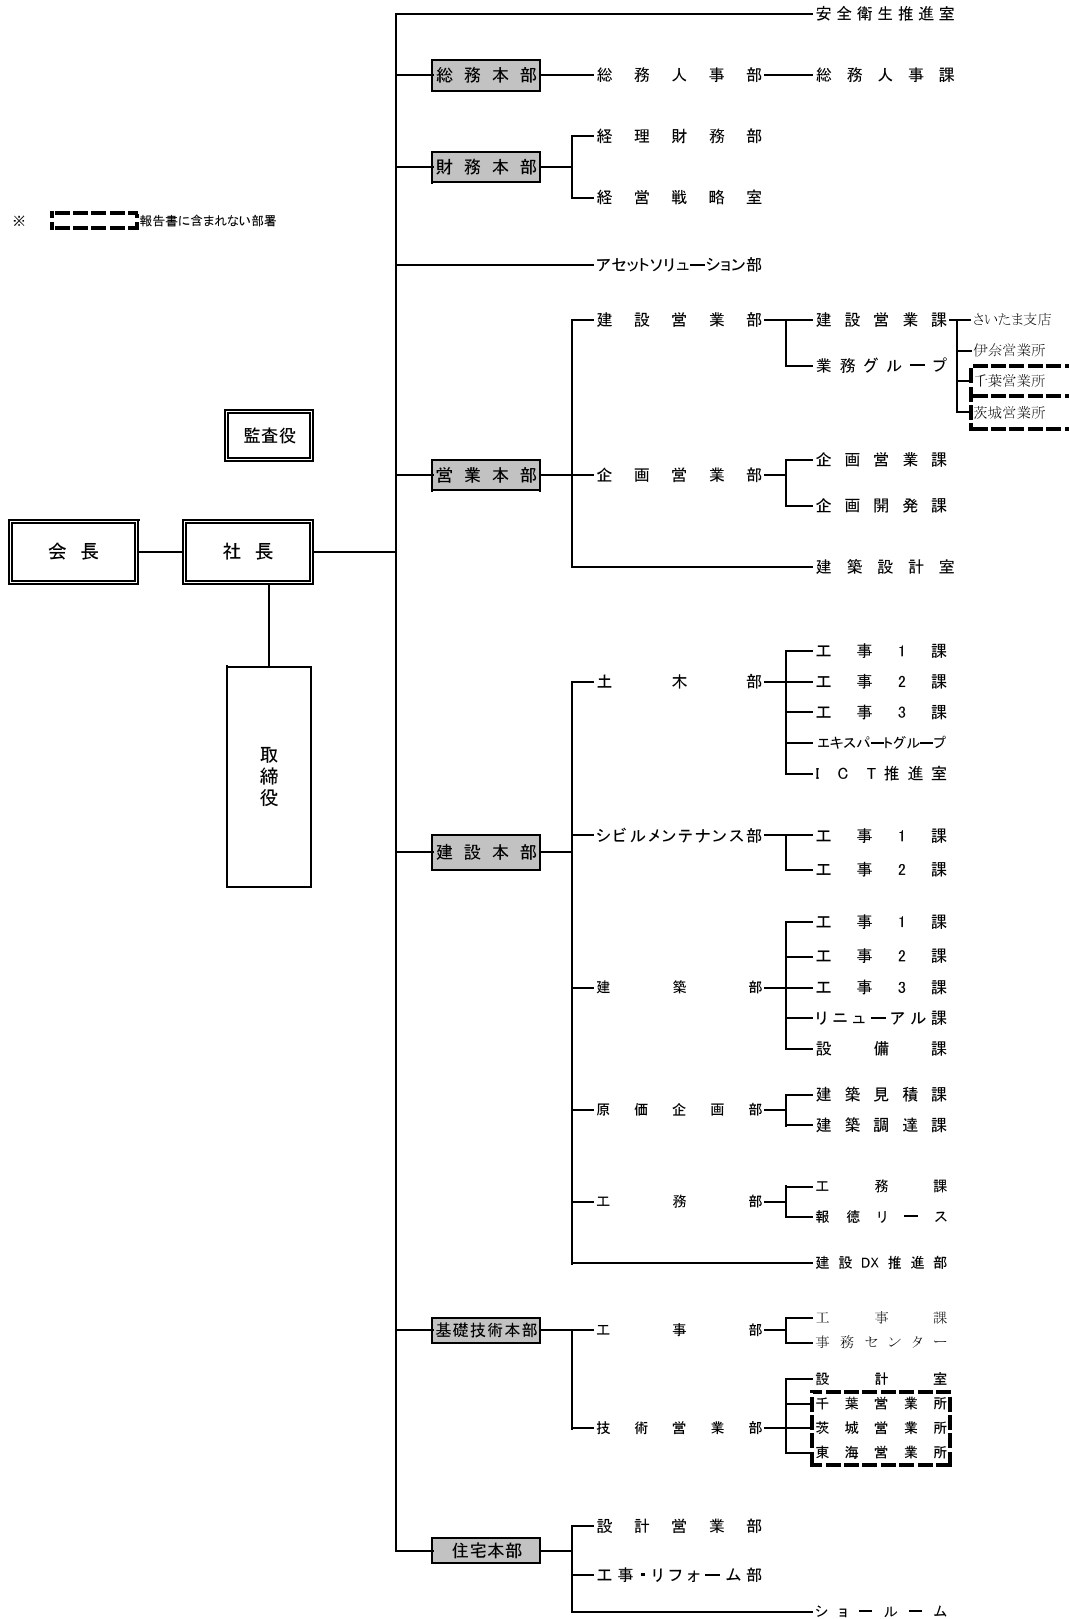 安全衛生推進室
総務本部 総務人事部 総務人事課
経理財務部
財務本部
経営戦略室
※ 報告書に含まれない部署
アセットソリューション部
建設営業部 建設営業課 さいたま支店
伊奈営業所
業務グループ
千葉営業所
茨城営業所
監査役
企画営業課
営業本部 企画営業部
企画開発課
会長 社長
建築設計室
工事1課
土木部 工事2課
工事3課
エキスパートグループ
ICT推進室
取締役
シビルメンテナンス部 工事1課
建設本部
工事2課
工事1課
工事2課
建築部 工事3課
リニューアル課
設備課
建築見積課
原価企画部
建築調達課
工務課
工務部
報徳リース
建設DX推進部
工事課
基礎技術本部 工事部
事務センター
設計室
千葉営業所
技術営業部 茨城営業所
東海営業所
設計営業部
住宅本部
工事・リフォーム部
ショールーム